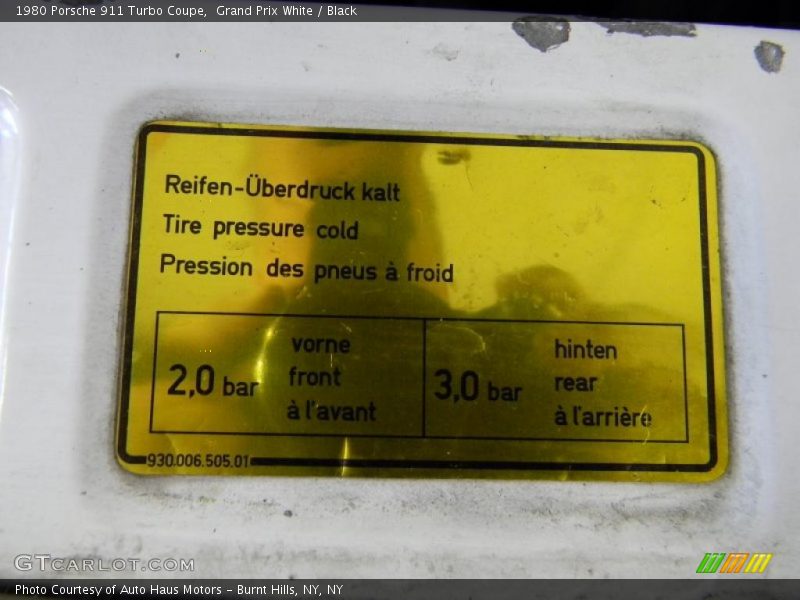 1980 Porsche 911 Turbo Coupe,  Grand Prix White / Black
Reifen-Überdruck kalt
Tire pressure cold
Pression des pneus à froid
2,0 bar
vorne
front
à l'avant
3,0 bar
hinten
rear
à l'arrière
930.006.505.01
GTCARLOT.COM
Photo Courtesy of Auto Haus Motors - Burnt Hills, NY, NY